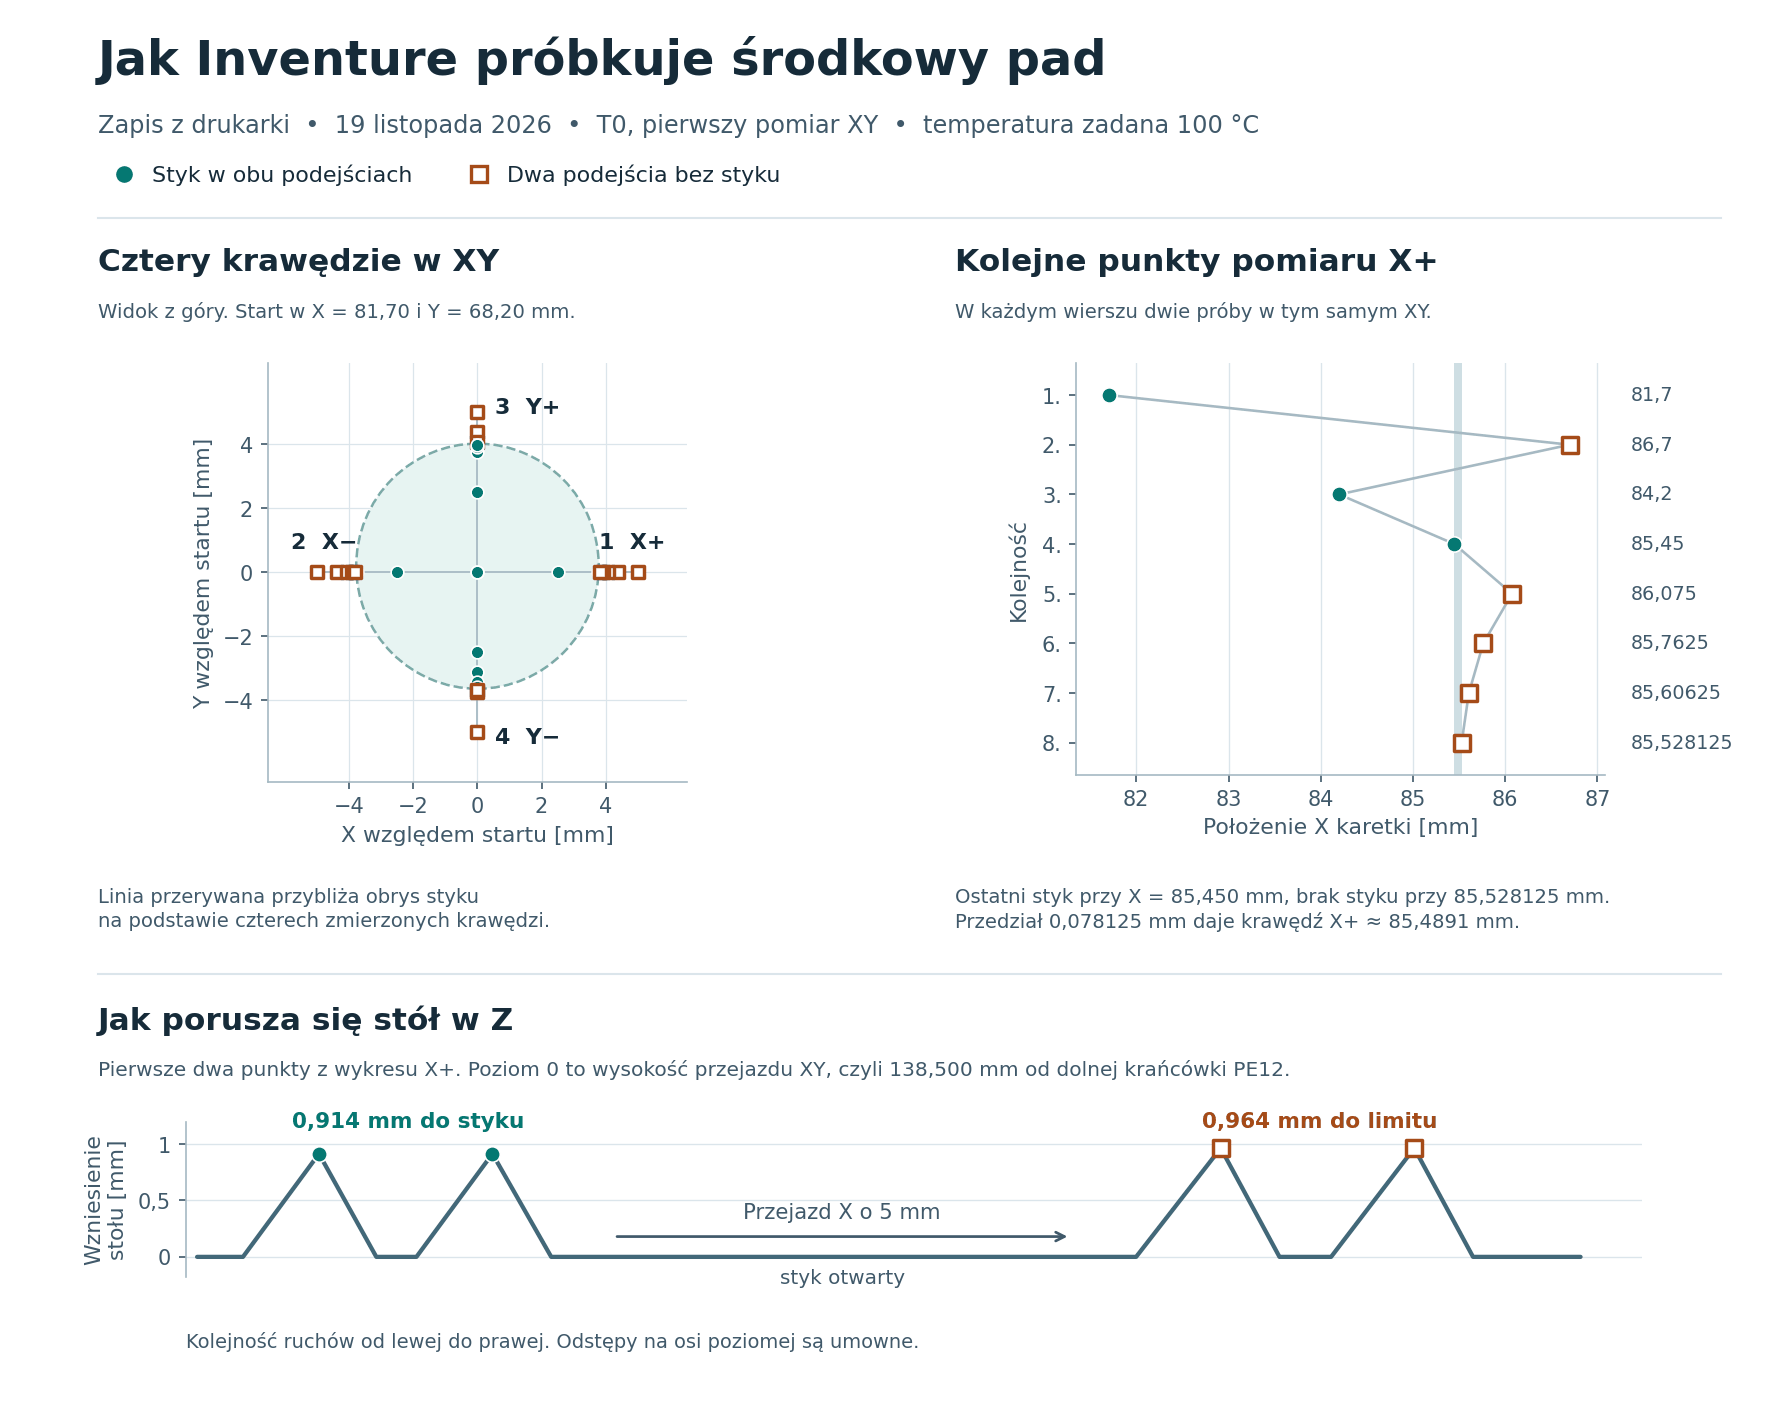 Jak Inventure próbkuje środkowy pad
Zapis z drukarki • 19 listopada 2026 • T0, pierwszy pomiar XY • temperatura zadana 100 °C
Styk w obu podejściach
Dwa podejścia bez styku
Cztery krawędzie w XY
Widok z góry. Start w X = 81,70 i Y = 68,20 mm.
Y względem startu [mm]
4
2
0
−2
−4
3 Y+
2 X−
1 X+
4 Y−
−4
−2
0
2
4
X względem startu [mm]
Linia przerywana przybliża obrys styku
na podstawie czterech zmierzonych krawędzi.
Kolejne punkty pomiaru X+
W każdym wierszu dwie próby w tym samym XY.
Kolejność
1.
2.
3.
4.
5.
6.
7.
8.
81,7
86,7
84,2
85,45
86,075
85,7625
85,60625
85,528125
82
83
84
85
86
87
Położenie X karetki [mm]
Ostatni styk przy X = 85,450 mm, brak styku przy 85,528125 mm.
Przedział 0,078125 mm daje krawędź X+ ≈ 85,4891 mm.
Jak porusza się stół w Z
Pierwsze dwa punkty z wykresu X+. Poziom 0 to wysokość przejazdu XY, czyli 138,500 mm od dolnej krańcówki PE12.
Wzniesienie
stołu [mm]
1
0,5
0
0,914 mm do styku
0,964 mm do limitu
Przejazd X o 5 mm
styk otwarty
Kolejność ruchów od lewej do prawej. Odstępy na osi poziomej są umowne.